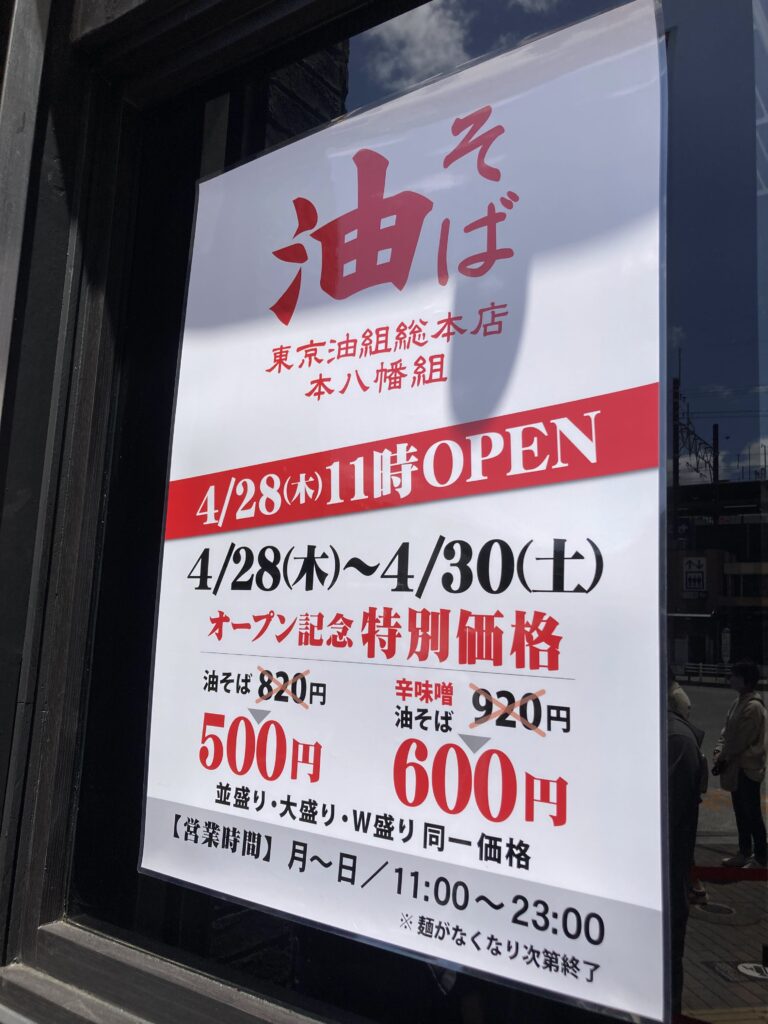 油そば
東京油組総本店
本八幡組
4/28(木)11時OPEN
4/28(木)～4/30(土)
オープン記念 特別価格
油そば 820円
500円
辛味噌
油そば 920円
600円
並盛り・大盛り・W盛り 同一価格
【営業時間】月～日／11:00～23:00
※麺がなくなり次第終了